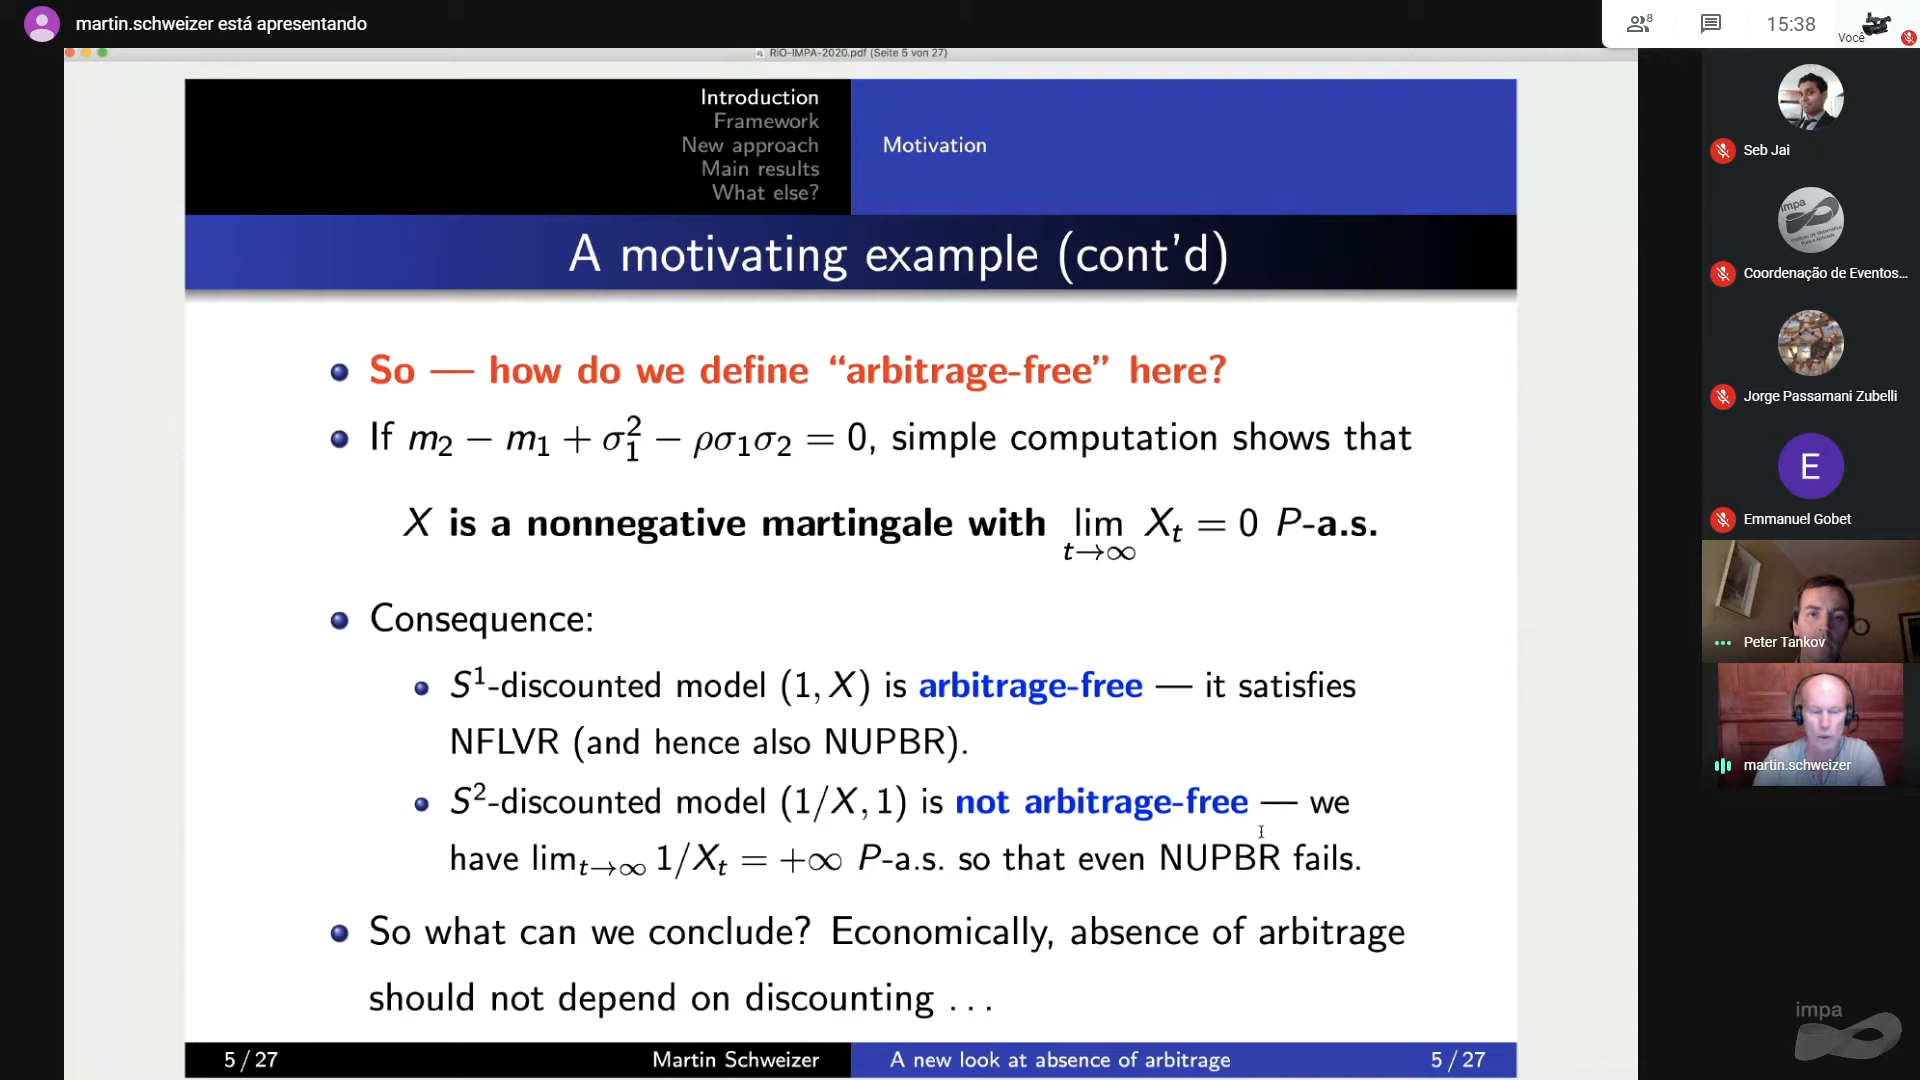 martin.schweizer está apresentando
8
15:38
Você
RIO-IMPA-2020.pdf (Seite 5 von 27)
Introduction
Framework
New approach
Main results
What else?
Motivation
A motivating example (cont'd)
So — how do we define “arbitrage-free” here?
If m₂ − m₁ + σ₁² − ρσ₁σ₂ = 0, simple computation shows that
X is a nonnegative martingale with lim t→∞ Xₜ = 0 P-a.s.
Consequence:
S¹-discounted model (1, X) is arbitrage-free — it satisfies
NFLVR (and hence also NUPBR).
S²-discounted model (1/X, 1) is not arbitrage-free — we
have limt→∞ 1/Xₜ = +∞ P-a.s. so that even NUPBR fails.
So what can we conclude? Economically, absence of arbitrage
should not depend on discounting ...
5 / 27
Martin Schweizer
A new look at absence of arbitrage
5 / 27
Seb Jai
impa
Coordenação de Eventos...
Jorge Passamani Zubelli
E
Emmanuel Gobet
Peter Tankov
martin.schweizer
impa